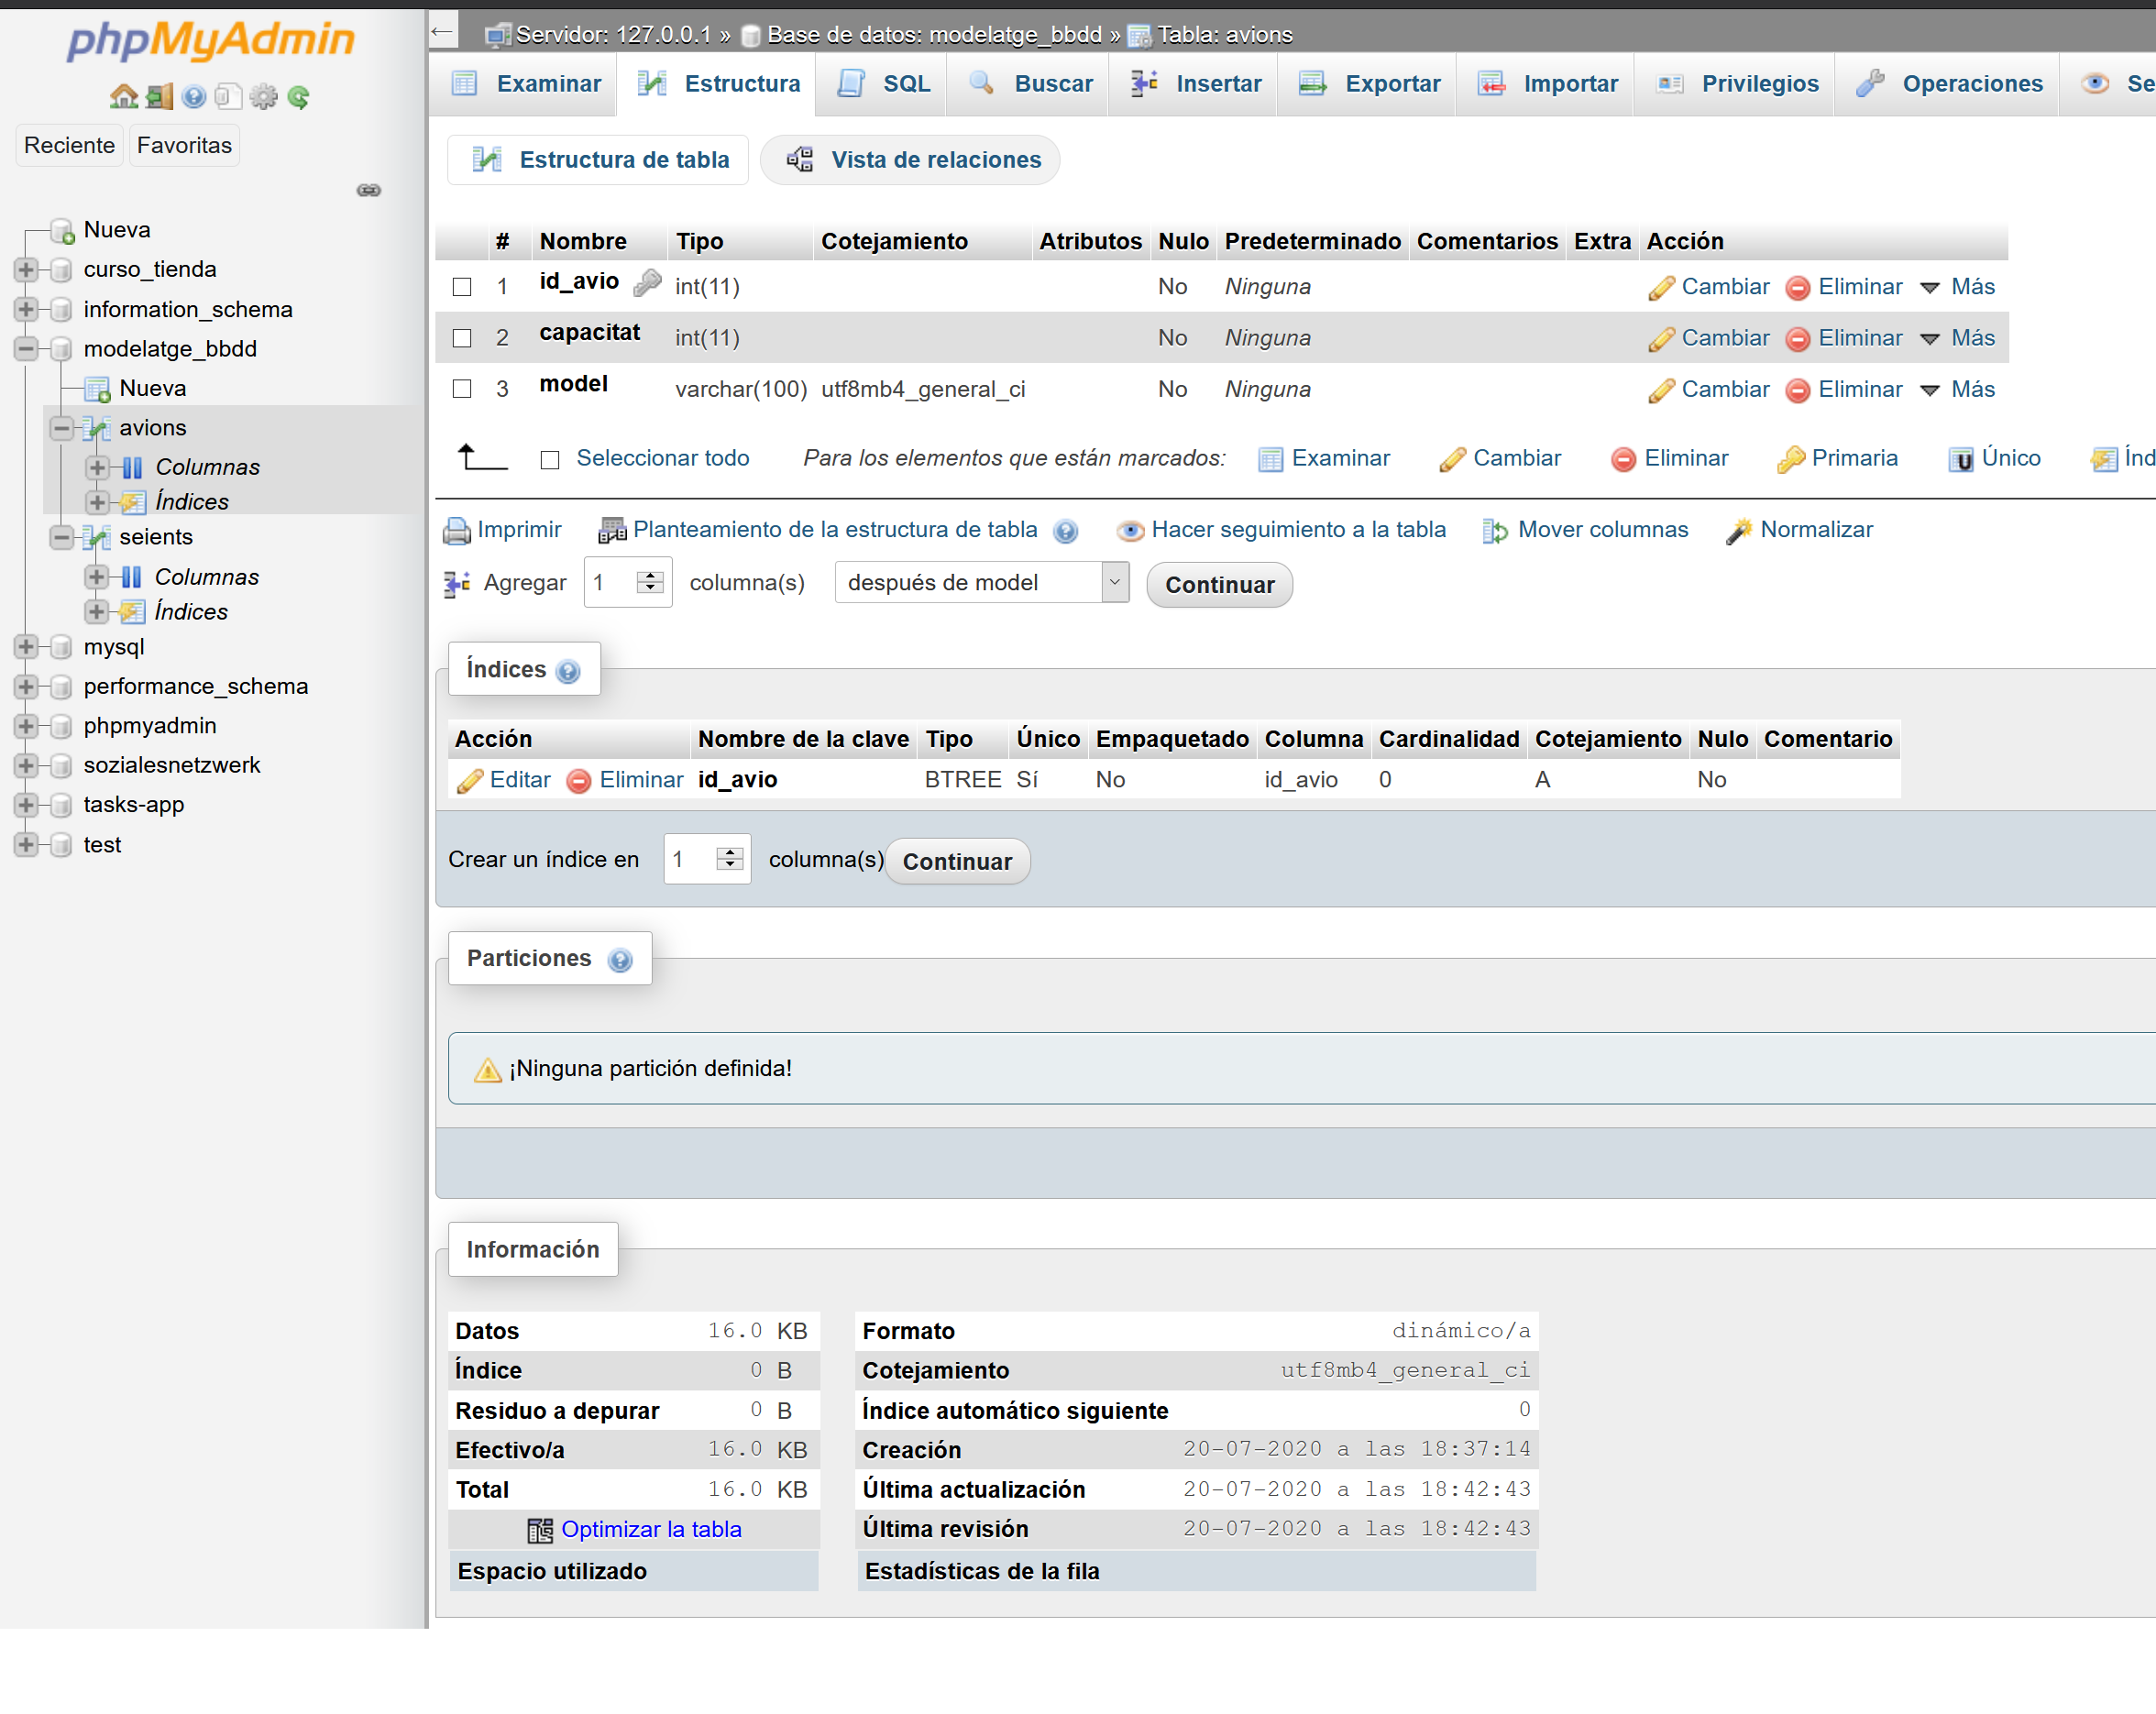 phpMyAdmin
Reciente Favoritas
Nueva
curso_tienda
information_schema
modelatge_bbdd
Nueva
avions
Columnas
Índices
seients
Columnas
Índices
mysql
performance_schema
phpmyadmin
sozialesnetzwerk
tasks-app
test
Servidor: 127.0.0.1 » Base de datos: modelatge_bbdd » Tabla: avions
Examinar Estructura SQL Buscar Insertar Exportar Importar Privilegios Operaciones Se
Estructura de tabla Vista de relaciones
# Nombre Tipo Cotejamiento Atributos Nulo Predeterminado Comentarios Extra Acción
1 id_avio int(11) No Ninguna Cambiar Eliminar Más
2 capacitat int(11) No Ninguna Cambiar Eliminar Más
3 model varchar(100) utf8mb4_general_ci No Ninguna Cambiar Eliminar Más
Seleccionar todo Para los elementos que están marcados: Examinar Cambiar Eliminar Primaria Único Índ
Imprimir Planteamiento de la estructura de tabla Hacer seguimiento a la tabla Mover columnas Normalizar
Agregar 1 columna(s) después de model Continuar
Índices
Acción Nombre de la clave Tipo Único Empaquetado Columna Cardinalidad Cotejamiento Nulo Comentario
Editar Eliminar id_avio BTREE Sí No id_avio 0 A No
Crear un índice en 1 columna(s) Continuar
Particiones
¡Ninguna partición definida!
Información
Datos 16.0 KB
Índice 0 B
Residuo a depurar 0 B
Efectivo/a 16.0 KB
Total 16.0 KB
Optimizar la tabla
Espacio utilizado
Formato dinámico/a
Cotejamiento utf8mb4_general_ci
Índice automático siguiente 0
Creación 20-07-2020 a las 18:37:14
Última actualización 20-07-2020 a las 18:42:43
Última revisión 20-07-2020 a las 18:42:43
Estadísticas de la fila